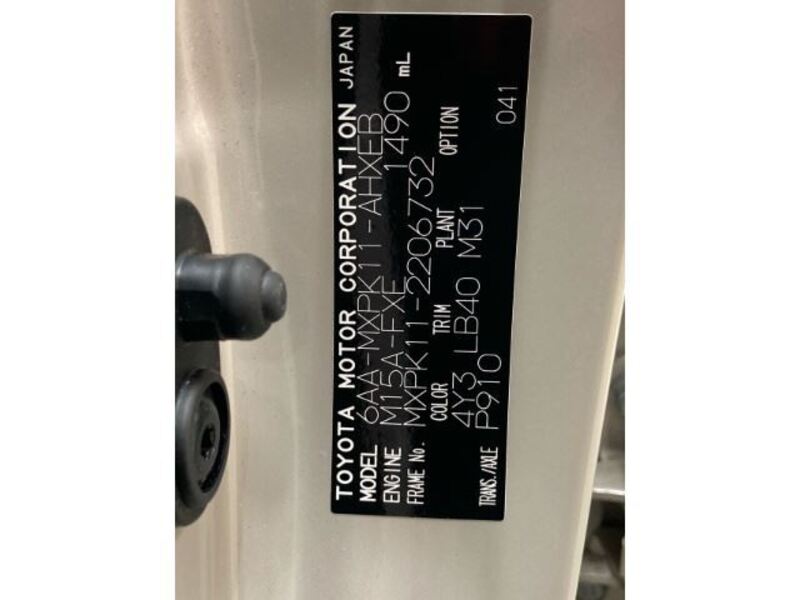 TOYOTA MOTOR CORPORATION JAPAN
MODEL 6AA-MXPK11-AHXEB
ENGINE M15A-FXE 1490 mL
FRAME No. MXPK11-2206732
COLOR TRIM PLANT OPTION
4Y3 LB40 M31
TRANS./AXLE P910 041